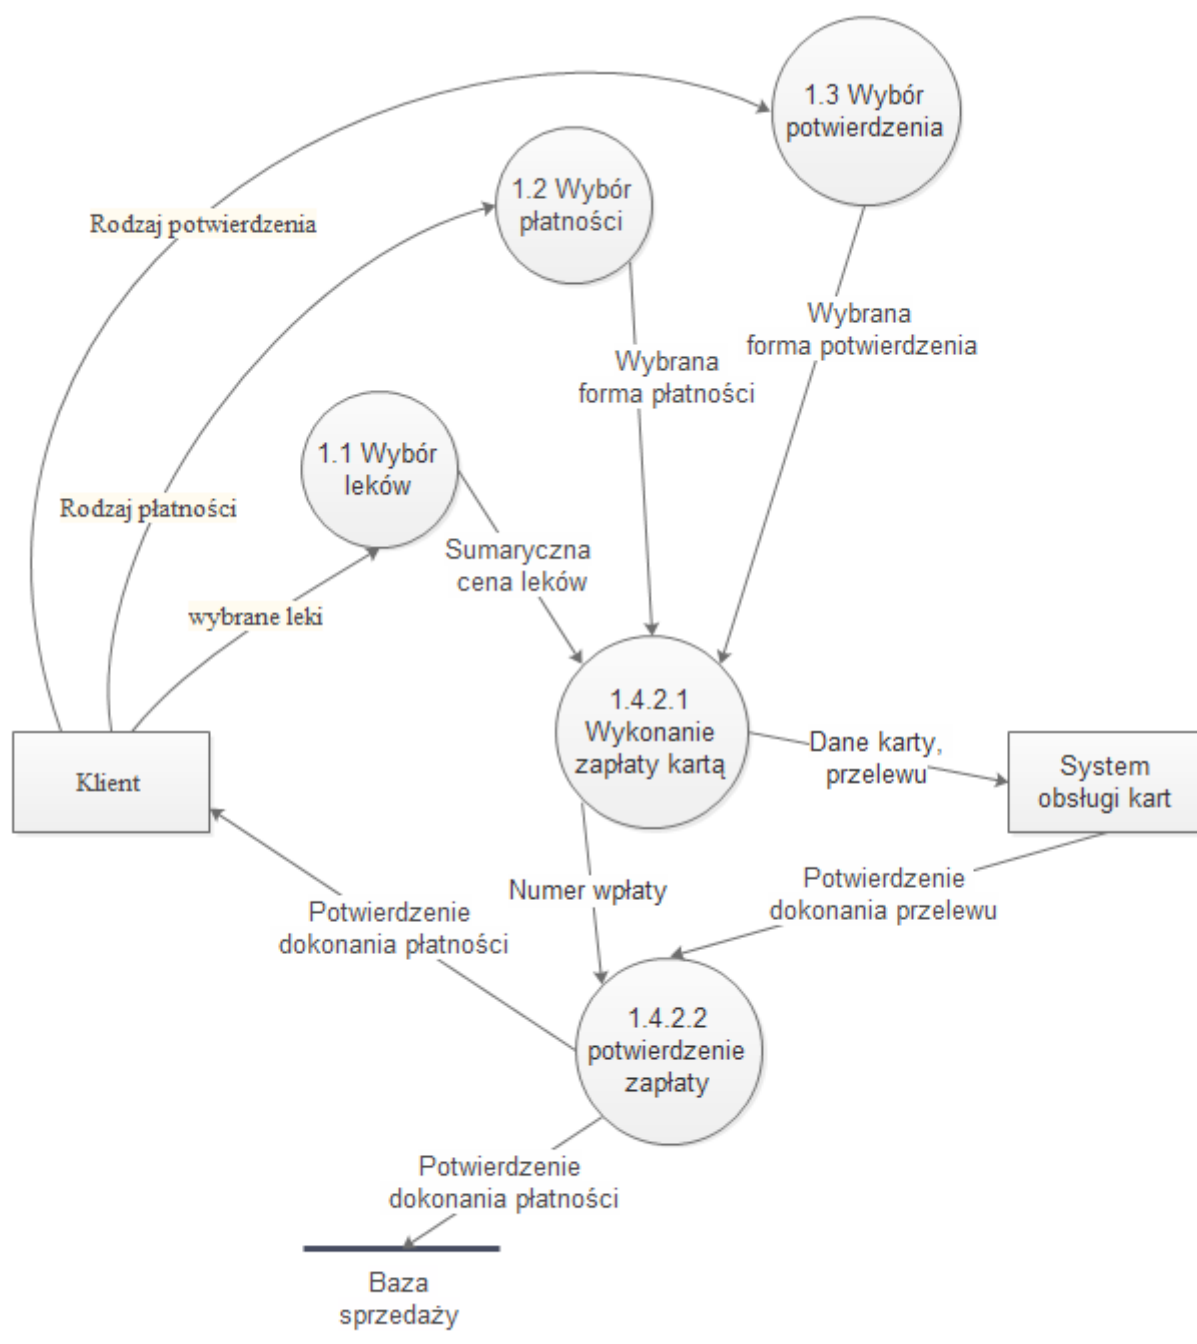 1.3 Wybór
potwierdzenia
1.2 Wybór
płatności
Rodzaj potwierdzenia
Wybrana
forma potwierdzenia
Wybrana
forma płatności
1.1 Wybór
leków
Rodzaj płatności
Sumaryczna
cena leków
wybrane leki
1.4.2.1
Wykonanie
zapłaty kartą
Dane karty,
przelewu
System
obsługi kart
Klient
Numer wpłaty
Potwierdzenie
dokonania przelewu
Potwierdzenie
dokonania płatności
1.4.2.2
potwierdzenie
zapłaty
Potwierdzenie
dokonania płatności
Baza
sprzedaży